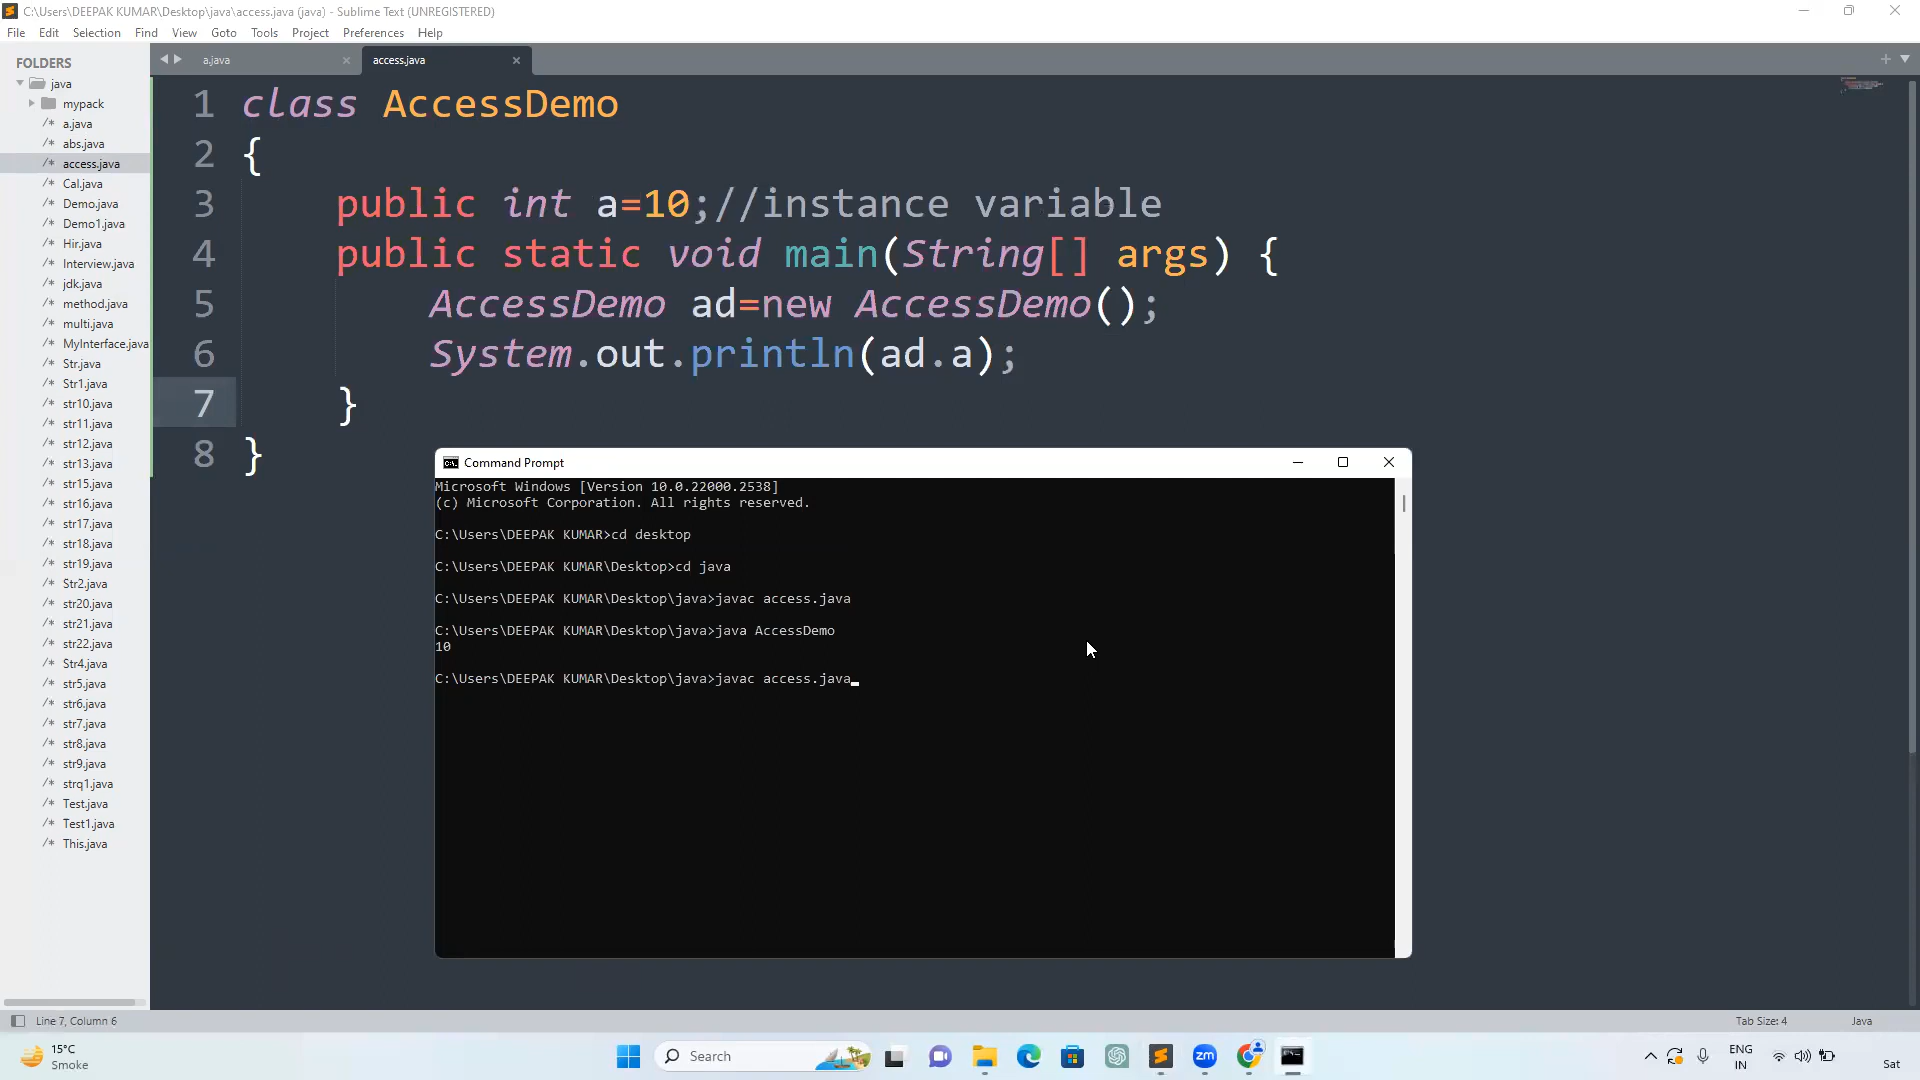 C:\Users\DEEPAK KUMAR\Desktop\java\access.java (java) - Sublime Text (UNREGISTERED)
File Edit Selection Find View Goto Tools Project Preferences Help
FOLDERS
java
mypack
/* a.java
/* abs.java
/* access.java
/* Cal.java
/* Demo.java
/* Demo1.java
/* Hir.java
/* Interview.java
/* jdk.java
/* method.java
/* multi.java
/* MyInterface.java
/* Str.java
/* Str1.java
/* str10.java
/* str11.java
/* str12.java
/* str13.java
/* str15.java
/* str16.java
/* str17.java
/* str18.java
/* str19.java
/* Str2.java
/* str20.java
/* str21.java
/* str22.java
/* Str4.java
/* str5.java
/* str6.java
/* str7.java
/* str8.java
/* str9.java
/* strq1.java
/* Test.java
/* Test1.java
/* This.java
a.java access.java
1 class AccessDemo
2 {
3 public int a=10;//instance variable
4 public static void main(String[] args) {
5 AccessDemo ad=new AccessDemo();
6 System.out.println(ad.a);
7 }
8 }
Command Prompt
Microsoft Windows [Version 10.0.22000.2538]
(c) Microsoft Corporation. All rights reserved.
C:\Users\DEEPAK KUMAR>cd desktop
C:\Users\DEEPAK KUMAR\Desktop>cd java
C:\Users\DEEPAK KUMAR\Desktop\java>javac access.java
C:\Users\DEEPAK KUMAR\Desktop\java>java AccessDemo
10
C:\Users\DEEPAK KUMAR\Desktop\java>javac access.java
Line 7, Column 6 Tab Size: 4 Java
15°C
Smoke
Search
zm
ENG
IN
Sat